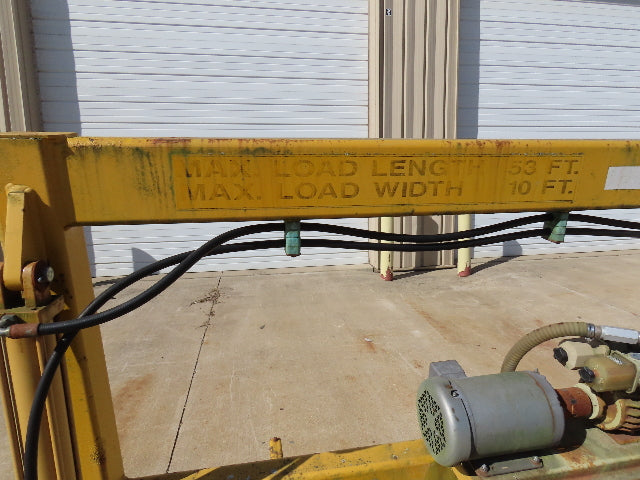 MAX. LOAD LENGTH 53 FT.
MAX. LOAD WIDTH 10 FT.